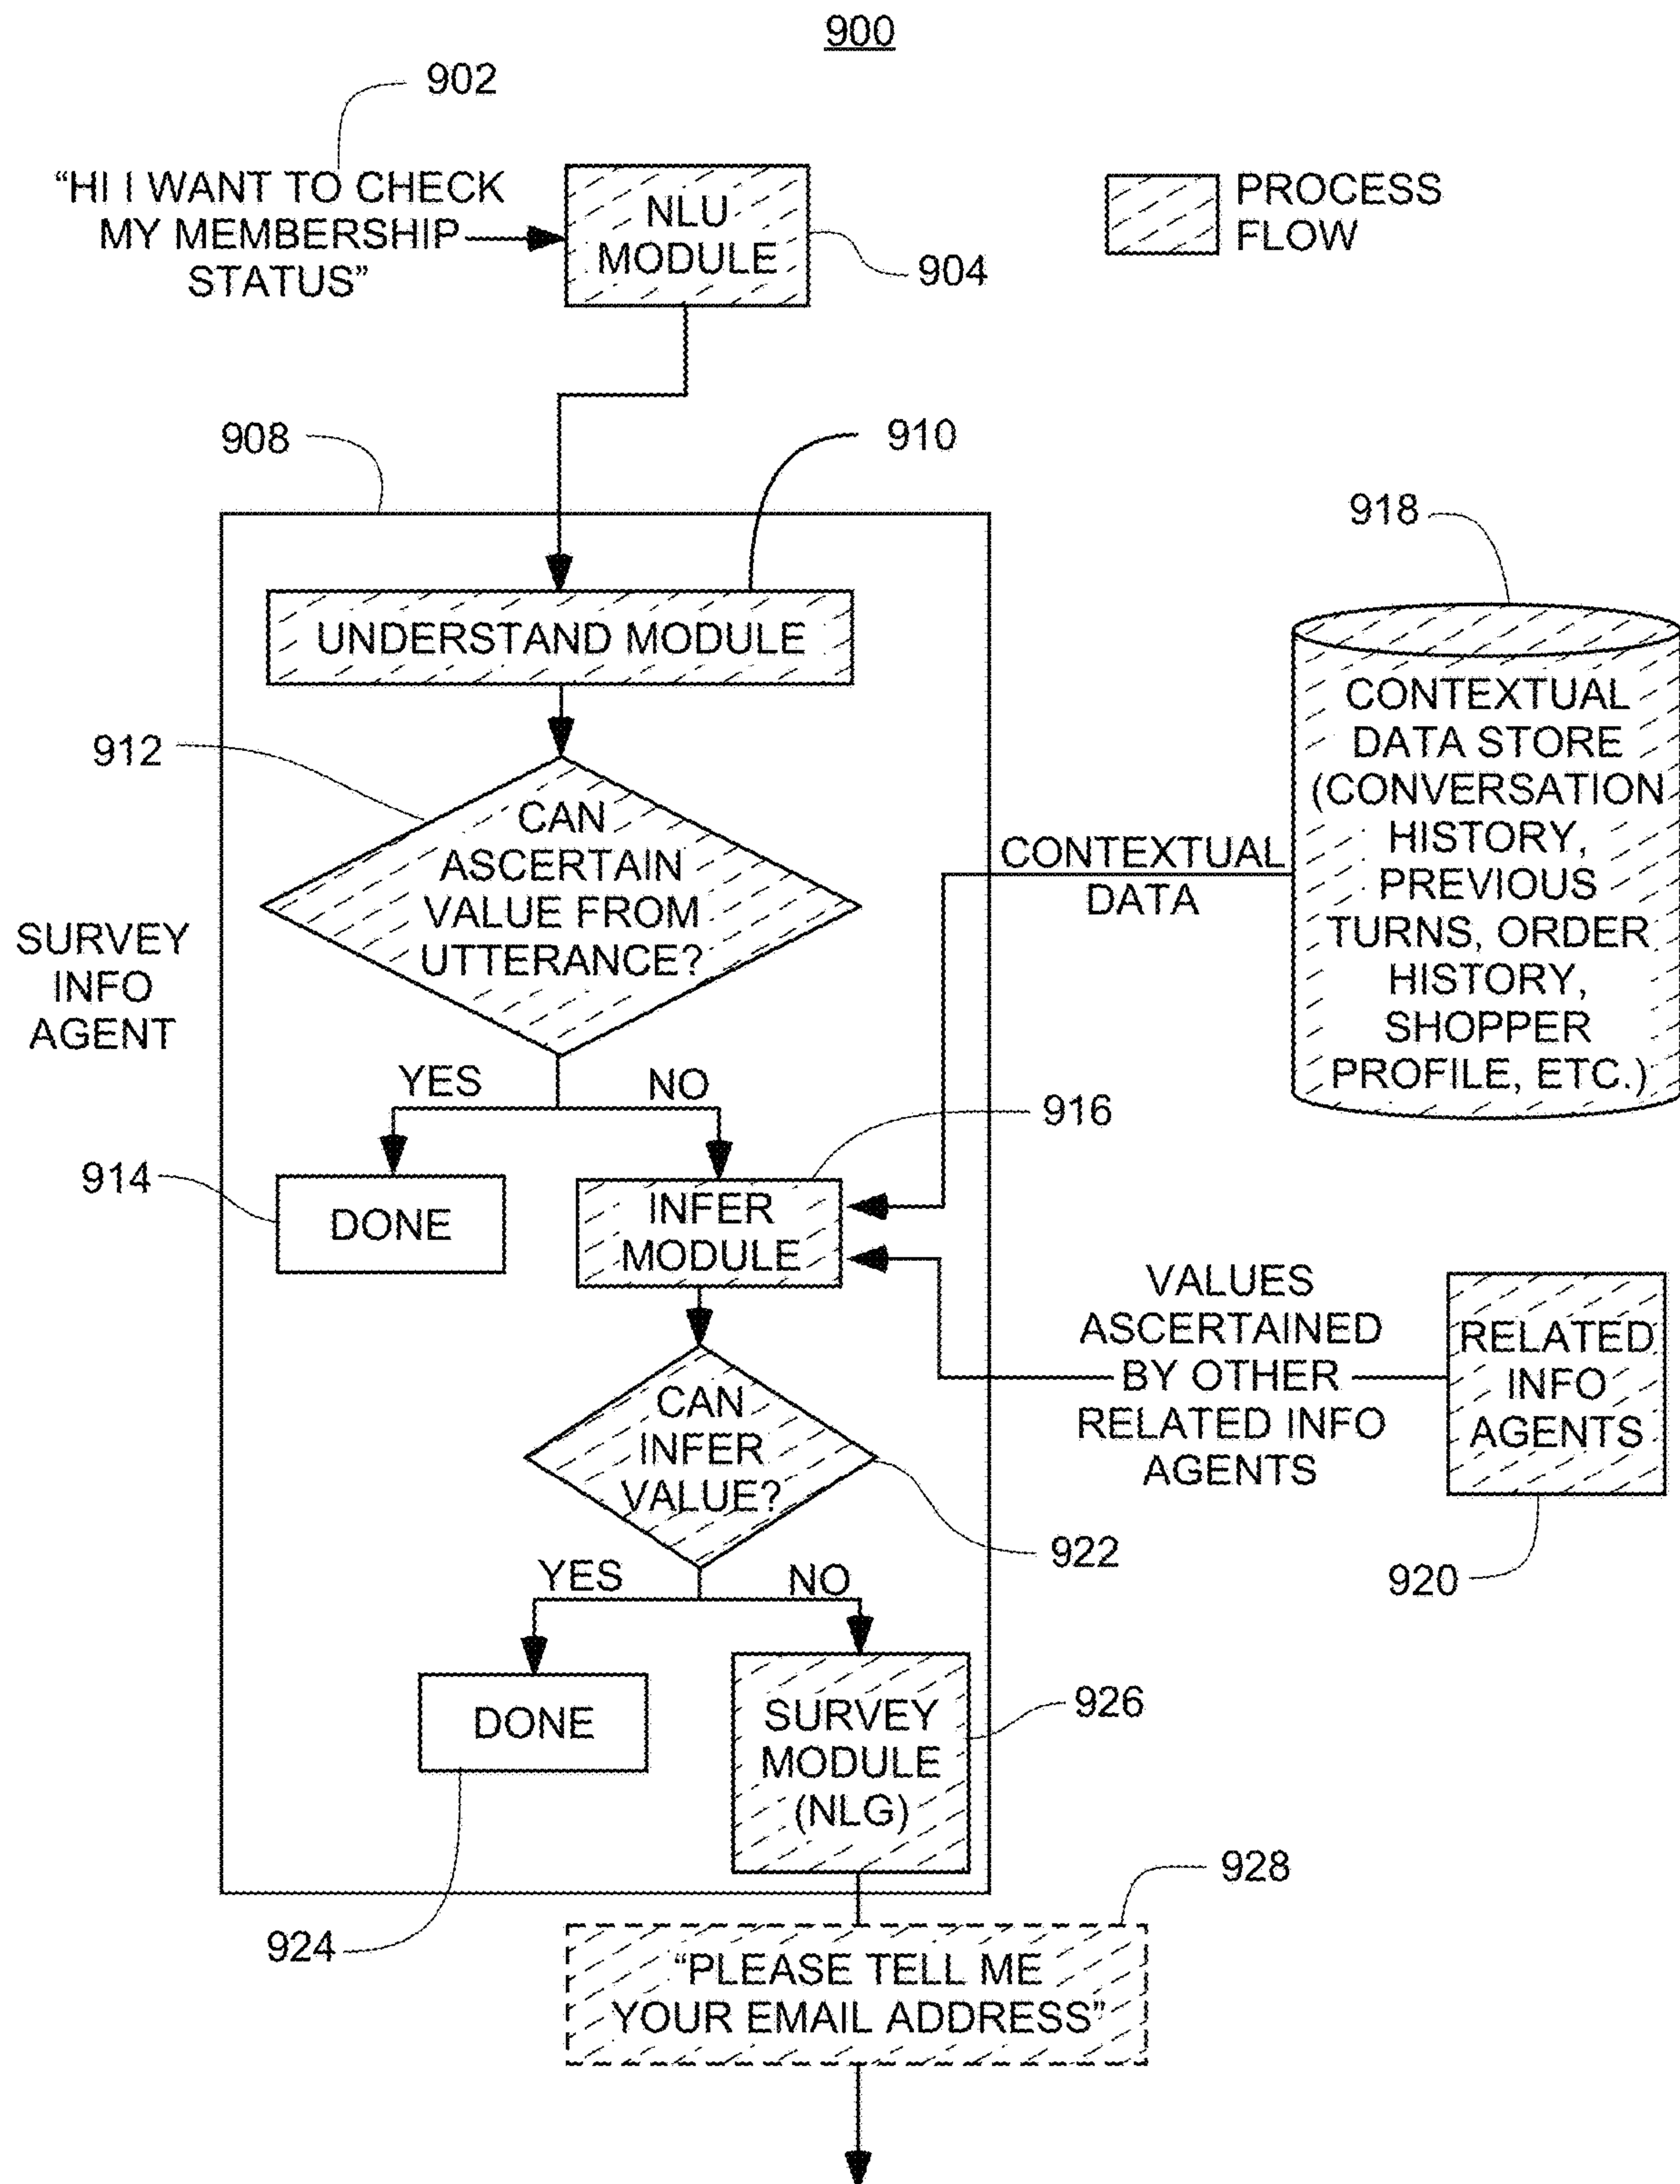 900
902
“HI I WANT TO CHECK
MY MEMBERSHIP
STATUS”
NLU
MODULE
904
PROCESS
FLOW
908
910
UNDERSTAND MODULE
912
CAN
ASCERTAIN
VALUE FROM
UTTERANCE?
SURVEY
INFO
AGENT
918
CONTEXTUAL
DATA STORE
(CONVERSATION
HISTORY,
PREVIOUS
TURNS, ORDER
HISTORY,
SHOPPER
PROFILE, ETC.)
CONTEXTUAL
DATA
YES
NO
914
DONE
916
INFER
MODULE
VALUES
ASCERTAINED
BY OTHER
RELATED INFO
AGENTS
RELATED
INFO
AGENTS
920
CAN
INFER
VALUE?
922
YES
NO
DONE
924
SURVEY
MODULE
(NLG)
926
928
“PLEASE TELL ME
YOUR EMAIL ADDRESS”